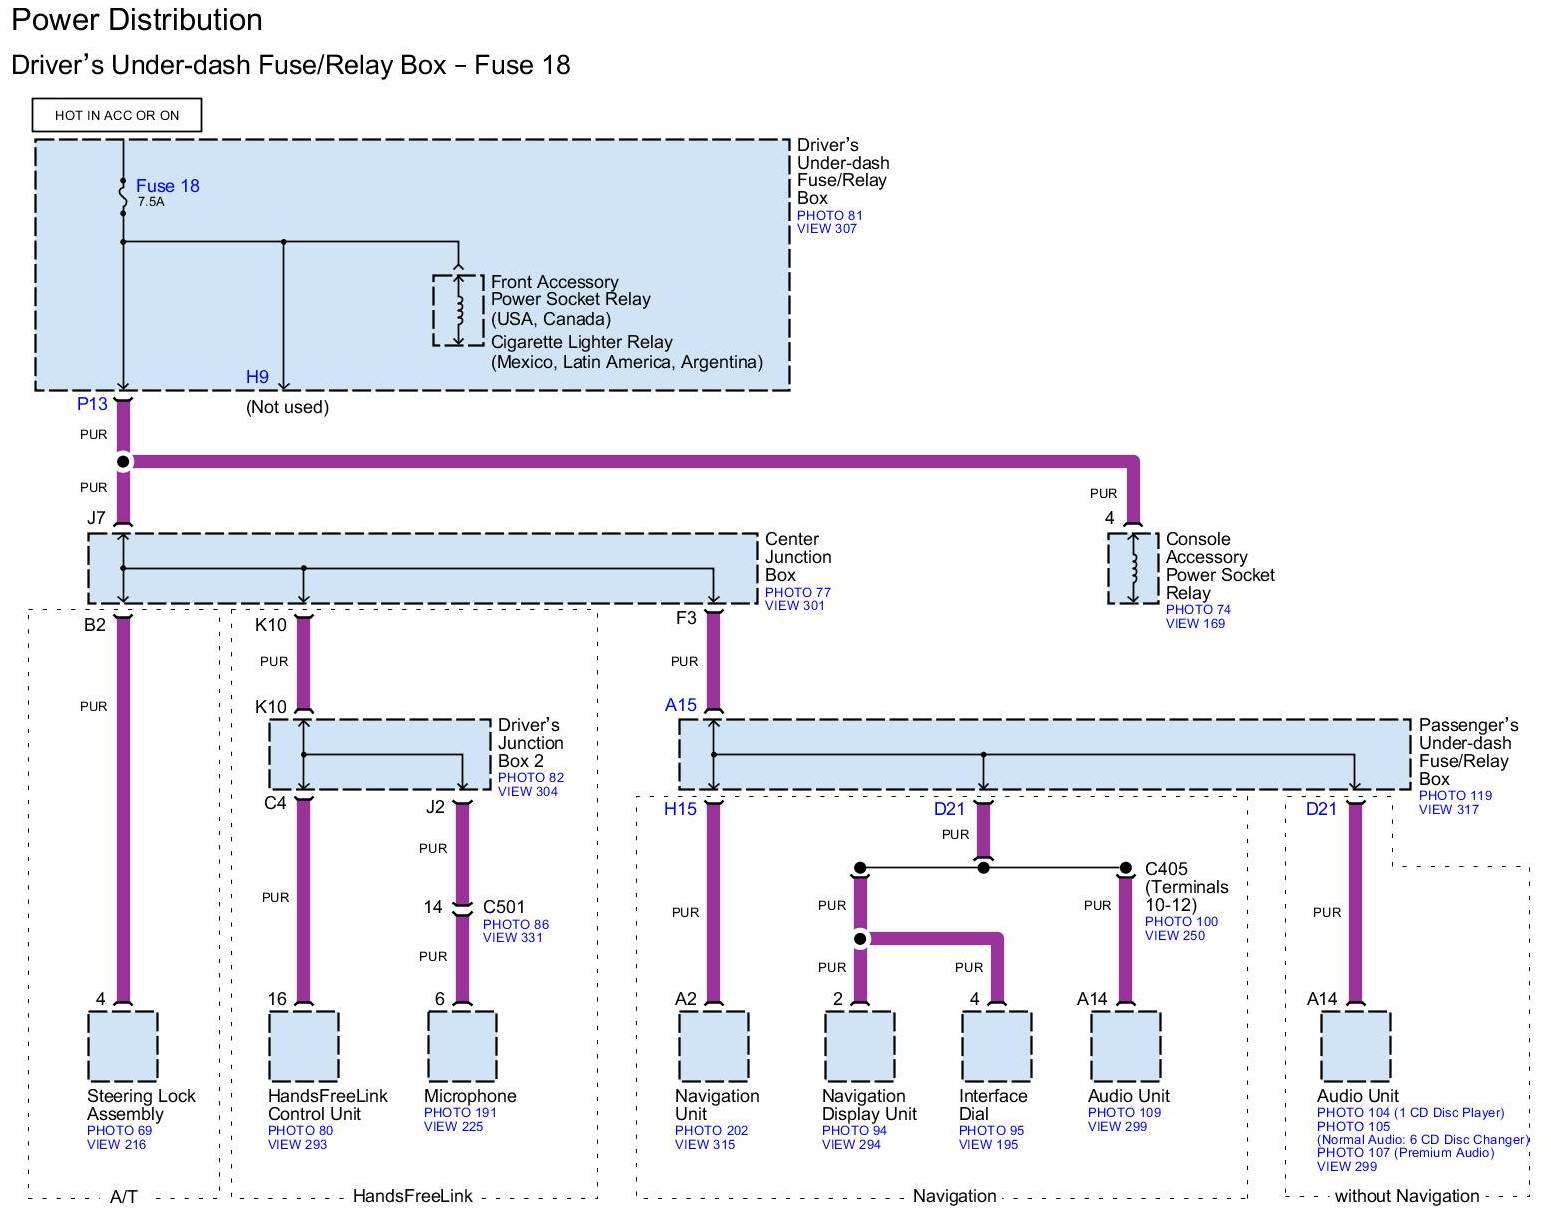 Power Distribution
Driver’s Under-dash Fuse/Relay Box – Fuse 18
HOT IN ACC OR ON
Driver’s
Under-dash
Fuse/Relay
Box
PHOTO 81
VIEW 307
Fuse 18
7.5A
Front Accessory
Power Socket Relay
(USA, Canada)
Cigarette Lighter Relay
(Mexico, Latin America, Argentina)
H9
P13
(Not used)
PUR
PUR
PUR
J7
4
Center
Junction
Box
PHOTO 77
VIEW 301
Console
Accessory
Power Socket
Relay
PHOTO 74
VIEW 169
B2
K10
F3
PUR
PUR
PUR
K10
A15
Driver’s
Junction
Box 2
PHOTO 82
VIEW 304
Passenger’s
Under-dash
Fuse/Relay
Box
PHOTO 119
VIEW 317
C4
J2
H15
D21
D21
PUR
PUR
C405
(Terminals
10-12)
PHOTO 100
VIEW 250
PUR
14
C501
PHOTO 86
VIEW 331
PUR
PUR
PUR
PUR
PUR
PUR
PUR
4
16
6
A2
2
4
A14
A14
Steering Lock
Assembly
PHOTO 69
VIEW 216
HandsFreeLink
Control Unit
PHOTO 80
VIEW 293
Microphone
PHOTO 191
VIEW 225
Navigation
Unit
PHOTO 202
VIEW 315
Navigation
Display Unit
PHOTO 94
VIEW 294
Interface
Dial
PHOTO 95
VIEW 195
Audio Unit
PHOTO 109
VIEW 299
Audio Unit
PHOTO 104 (1 CD Disc Player)
PHOTO 105
(Normal Audio: 6 CD Disc Changer)
PHOTO 107 (Premium Audio)
VIEW 299
A/T
HandsFreeLink
Navigation
without Navigation